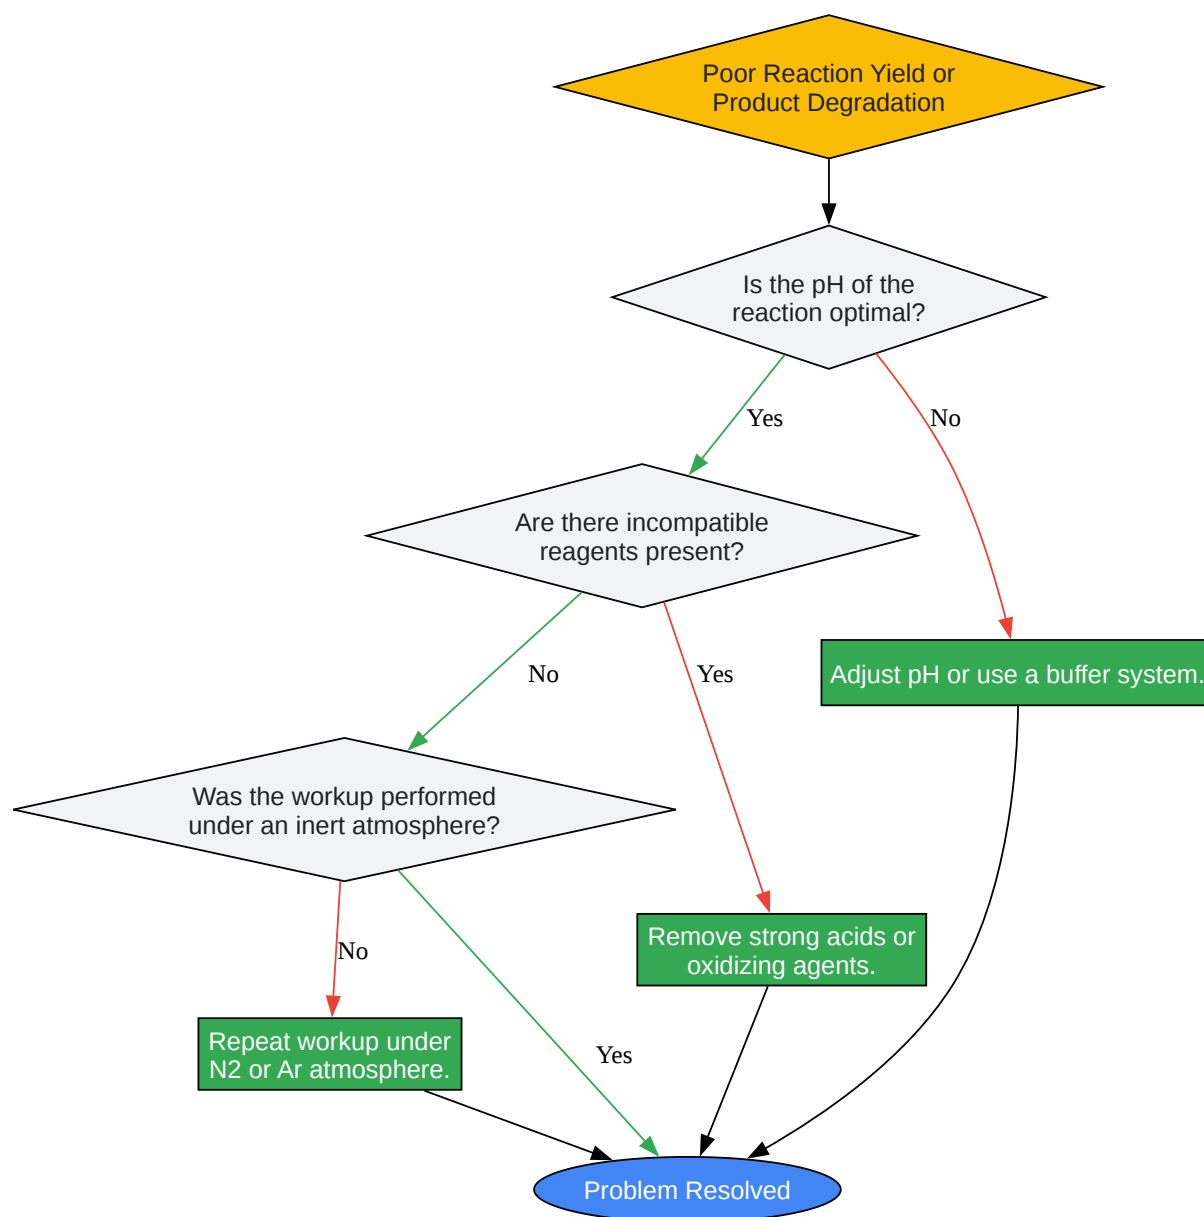 Poor Reaction Yield or
Product Degradation
Is the pH of the
reaction optimal?
Yes
No
Are there incompatible
reagents present?
No
Yes
Adjust pH or use a buffer system.
Was the workup performed
under an inert atmosphere?
No
Yes
Remove strong acids or
oxidizing agents.
Repeat workup under
N2 or Ar atmosphere.
Problem Resolved